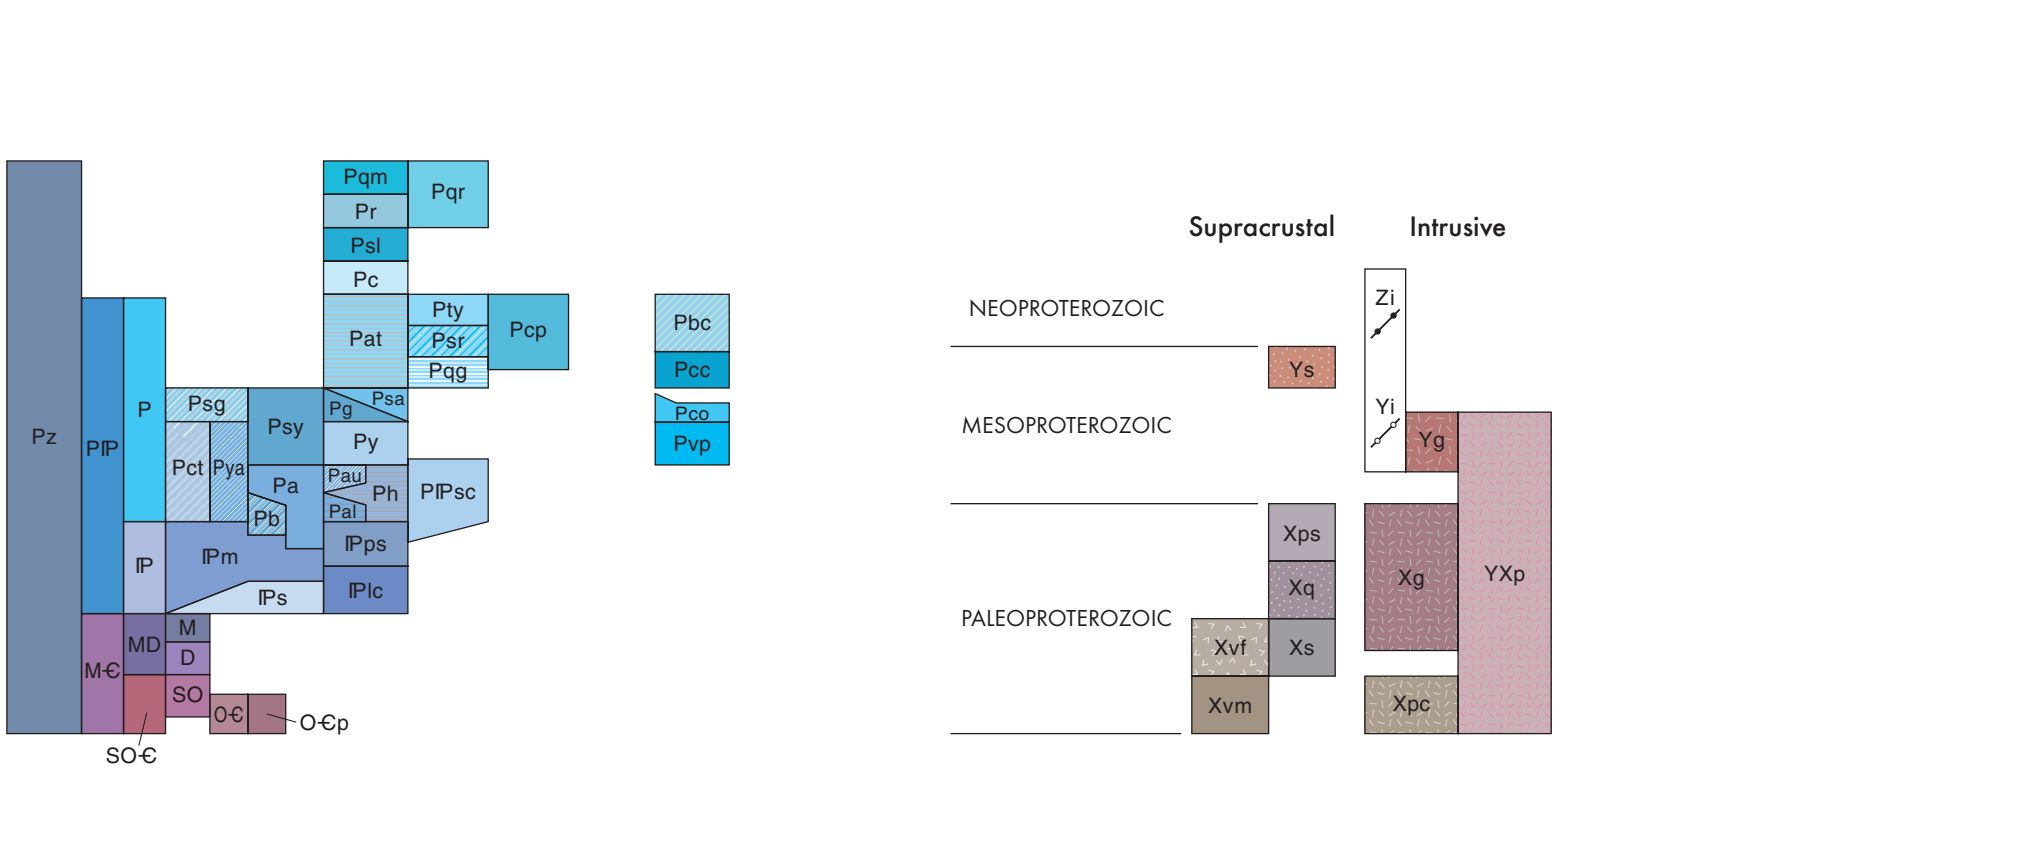 Pz
PIP
P
IP
M-Є
MD
SO-Є
M
D
SO
O-Є
O-Єp
Psg
Pct
Pya
Psy
Pa
Pb
IPm
IPs
Pqm
Pqr
Pr
Psl
Pc
Pat
Pty
Psr
Pqg
Pcp
Pg
Psa
Py
Pau
Ph
Pal
PIPsc
IPps
IPlc
Pbc
Pcc
Pco
Pvp
Supracrustal
Intrusive
NEOPROTEROZOIC
MESOPROTEROZOIC
PALEOPROTEROZOIC
Zi
Ys
Yi
Yg
Xps
Xq
Xvf
Xs
Xvm
Xg
Xpc
YXp